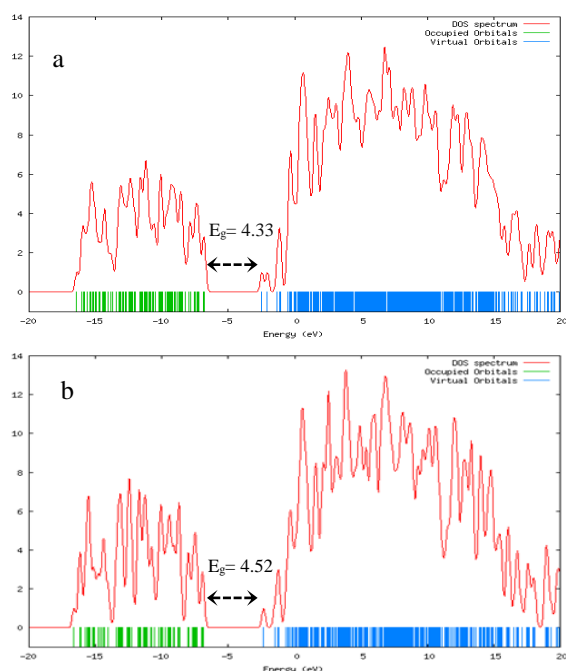 14
DOS spectrum
Occupied Orbitals
Virtual Orbitals
a
12
10
8
6
Eg= 4.33
4
2
0
-20 -15 -10 -5 0 5 10 15 20
Energy (eV)
14
DOS spectrum
Occupied Orbitals
Virtual Orbitals
b
12
10
8
6
Eg= 4.52
4
2
0
-20 -15 -10 -5 0 5 10 15 20
Energy (eV)